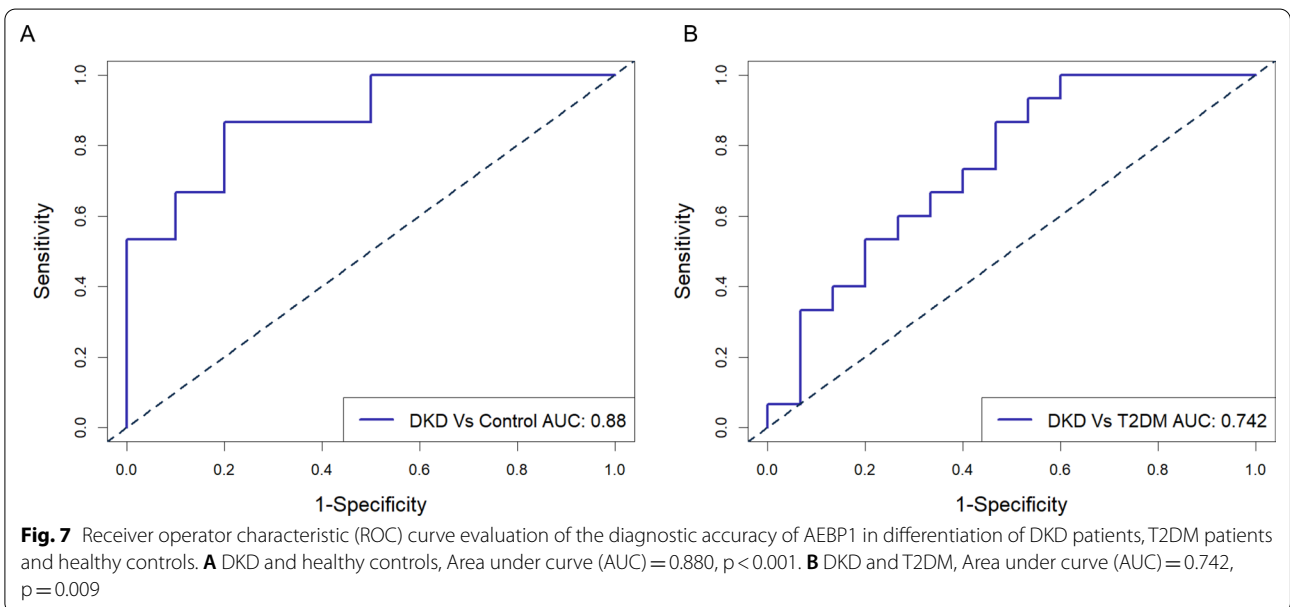 A
Sensitivity
1.0
0.8
0.6
0.4
0.2
0.0
DKD Vs Control AUC: 0.88
0.0 0.2 0.4 0.6 0.8 1.0
1-Specificity
B
Sensitivity
1.0
0.8
0.6
0.4
0.2
0.0
DKD Vs T2DM AUC: 0.742
0.0 0.2 0.4 0.6 0.8 1.0
1-Specificity
Fig. 7 Receiver operator characteristic (ROC) curve evaluation of the diagnostic accuracy of AEBP1 in differentiation of DKD patients, T2DM patients
and healthy controls. A DKD and healthy controls, Area under curve (AUC) = 0.880, p < 0.001. B DKD and T2DM, Area under curve (AUC) = 0.742,
p = 0.009